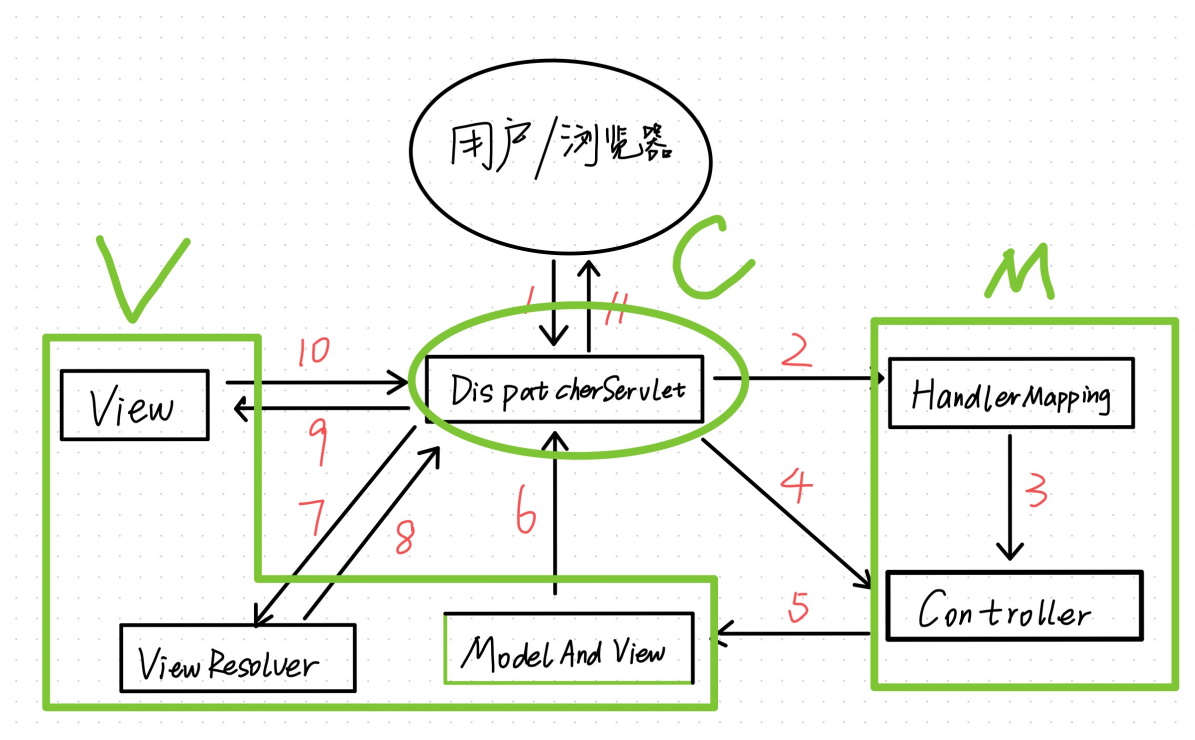 用户/浏览器
C
V
M
1
11
10
2
View
DispatcherServlet
HandlerMapping
9
7
8
6
4
3
5
Controller
ViewResolver
ModelAndView